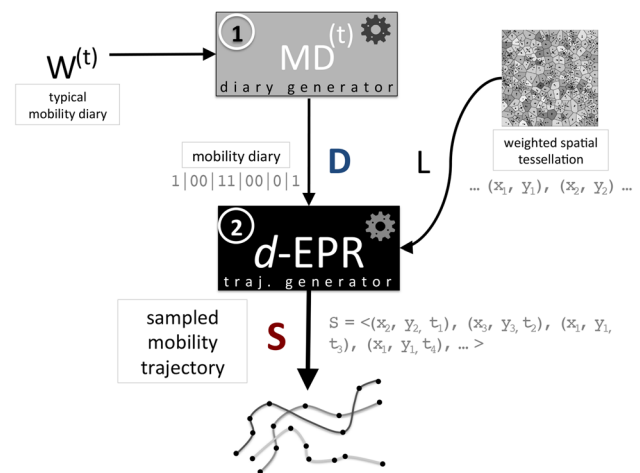 1
MD(t)
diary generator
W(t)
typical
mobility diary
mobility diary
1|00|11|00|0|1
D
L
weighted spatial
tessellation
... (x1, y1), (x2, y2) ...
2
d-EPR
traj. generator
sampled
mobility
trajectory
S
S = <(x2, y2, t1), (x3, y3, t2), (x1, y1,
t3), (x1, y1, t4), ... >